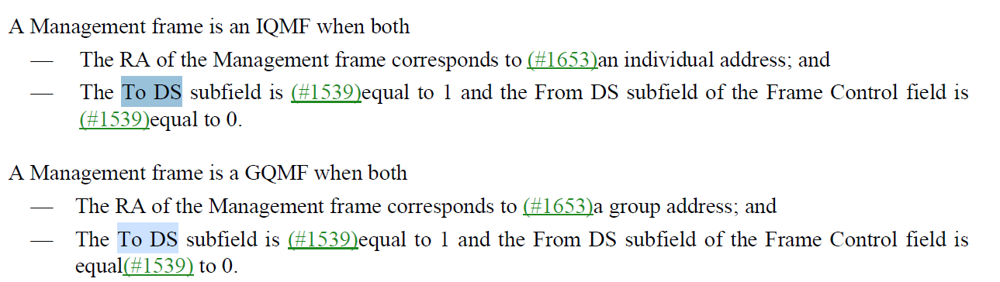 A Management frame is an IQMF when both
— The RA of the Management frame corresponds to (#1653)an individual address; and
— The To DS subfield is (#1539)equal to 1 and the From DS subfield of the Frame Control field is
(#1539)equal to 0.
A Management frame is a GQMF when both
— The RA of the Management frame corresponds to (#1653)a group address; and
— The To DS subfield is (#1539)equal to 1 and the From DS subfield of the Frame Control field is
equal(#1539) to 0.